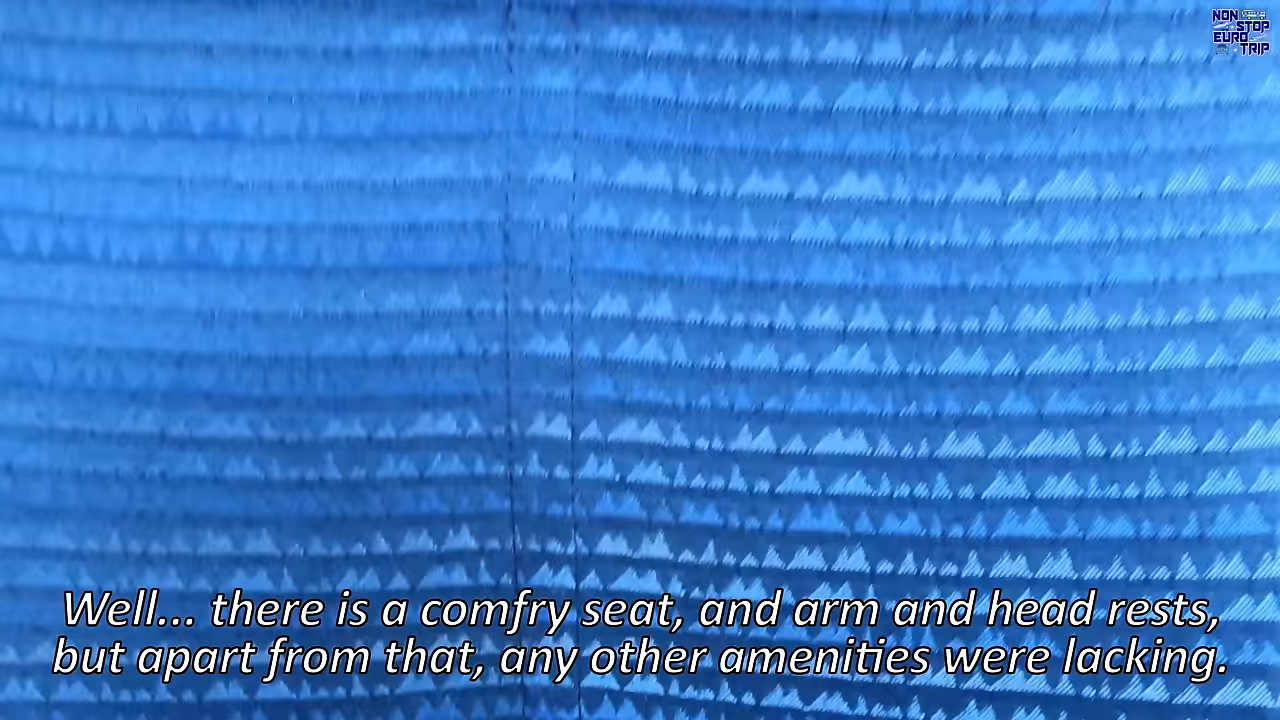 NON
STOP
EURO
TRIP
Well... there is a comfry seat, and arm and head rests,
but apart from that, any other amenities were lacking.